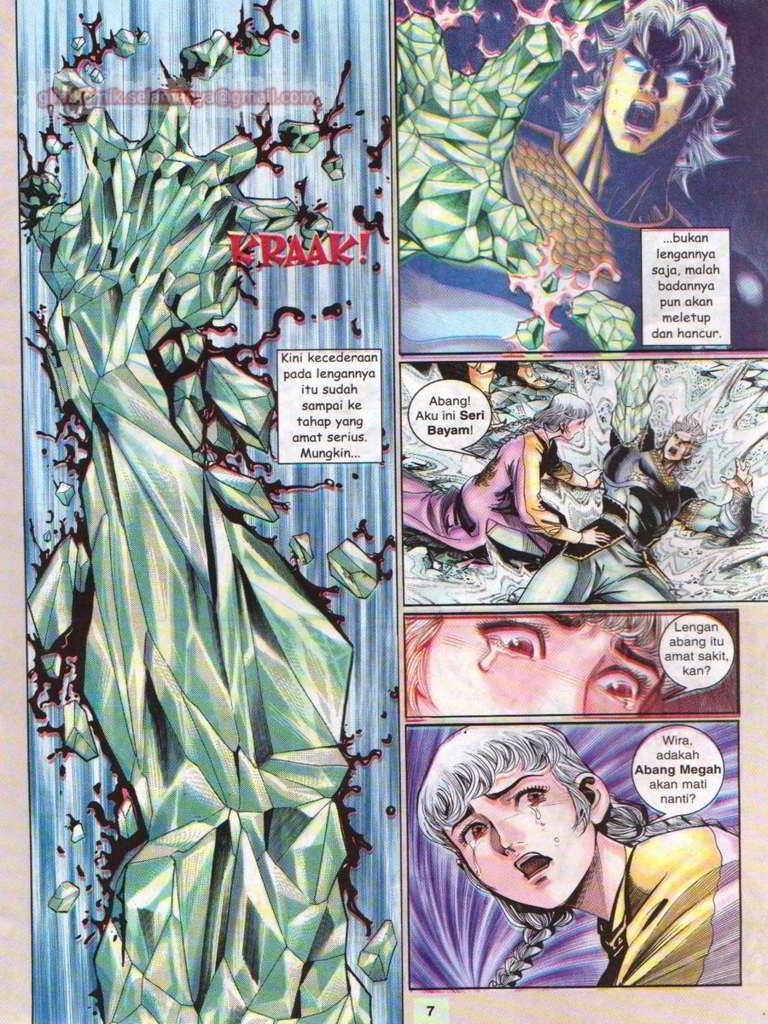 KRAAK!
Kini kecederaan
pada lengannya
itu sudah
sampai ke
tahap yang
amat serius.
Mungkin...
...bukan
lengannya
saja, malah
badannya
pun akan
meletup
dan hancur.
Abang!
Aku ini Seri
Bayam!
Lengan
abang itu
amat sakit,
kan?
Wira,
adakah
Abang Megah
akan mati
nanti?
7